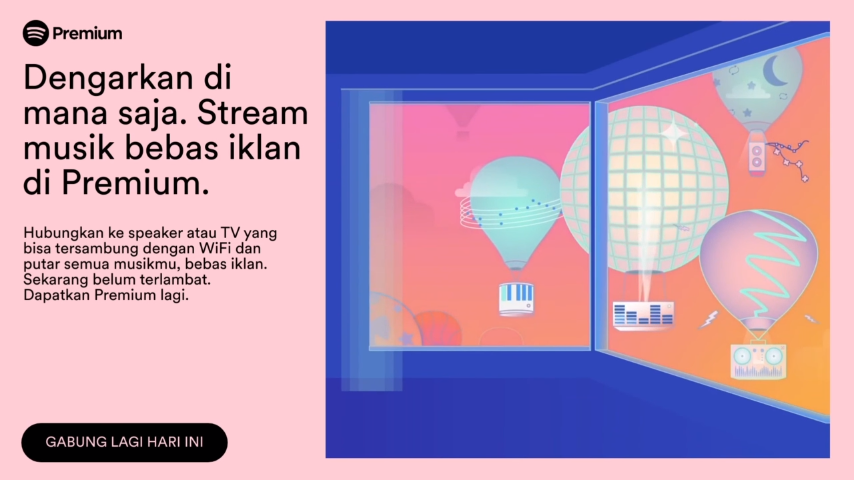 Premium
Dengarkan di
mana saja. Stream
musik bebas iklan
di Premium.
Hubungkan ke speaker atau TV yang
bisa tersambung dengan WiFi dan
putar semua musikmu, bebas iklan.
Sekarang belum terlambat.
Dapatkan Premium lagi.
GABUNG LAGI HARI INI